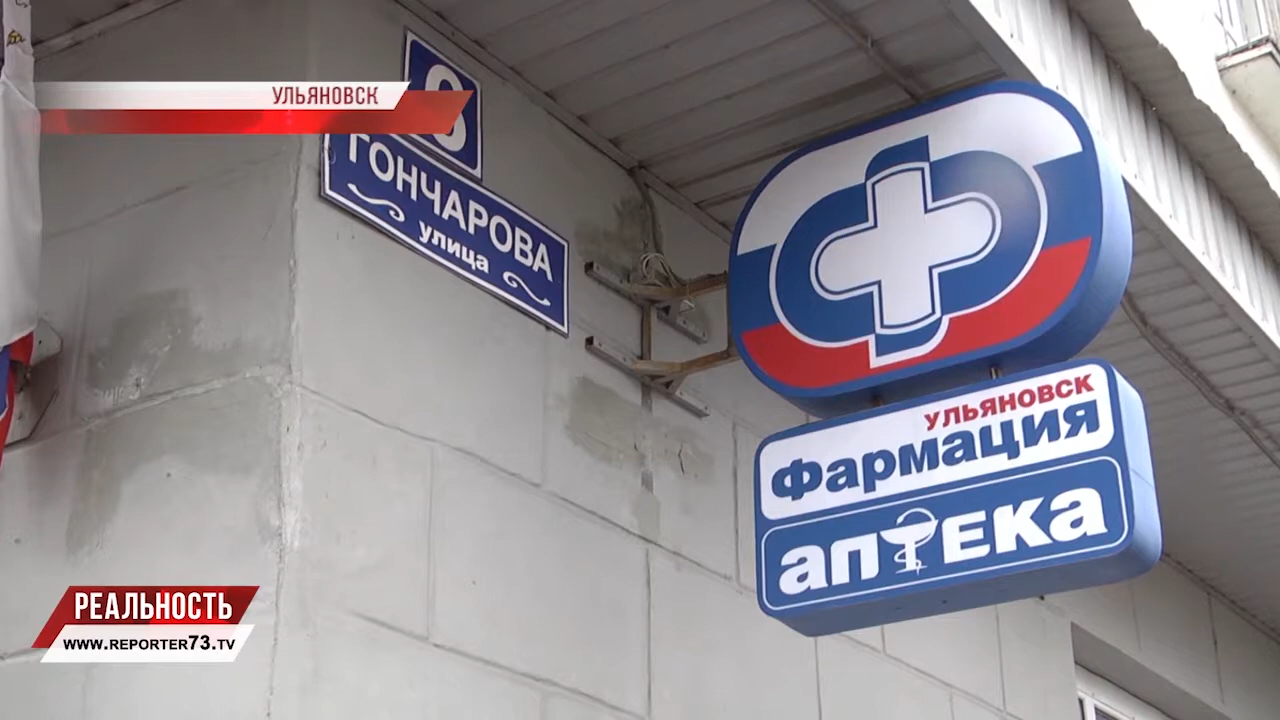 УЛЬЯНОВСК
ГОНЧАРОВА
улица
УЛЬЯНОВСК
Фармация
аптека
РЕАЛЬНОСТЬ
WWW.REPORTER73.TV